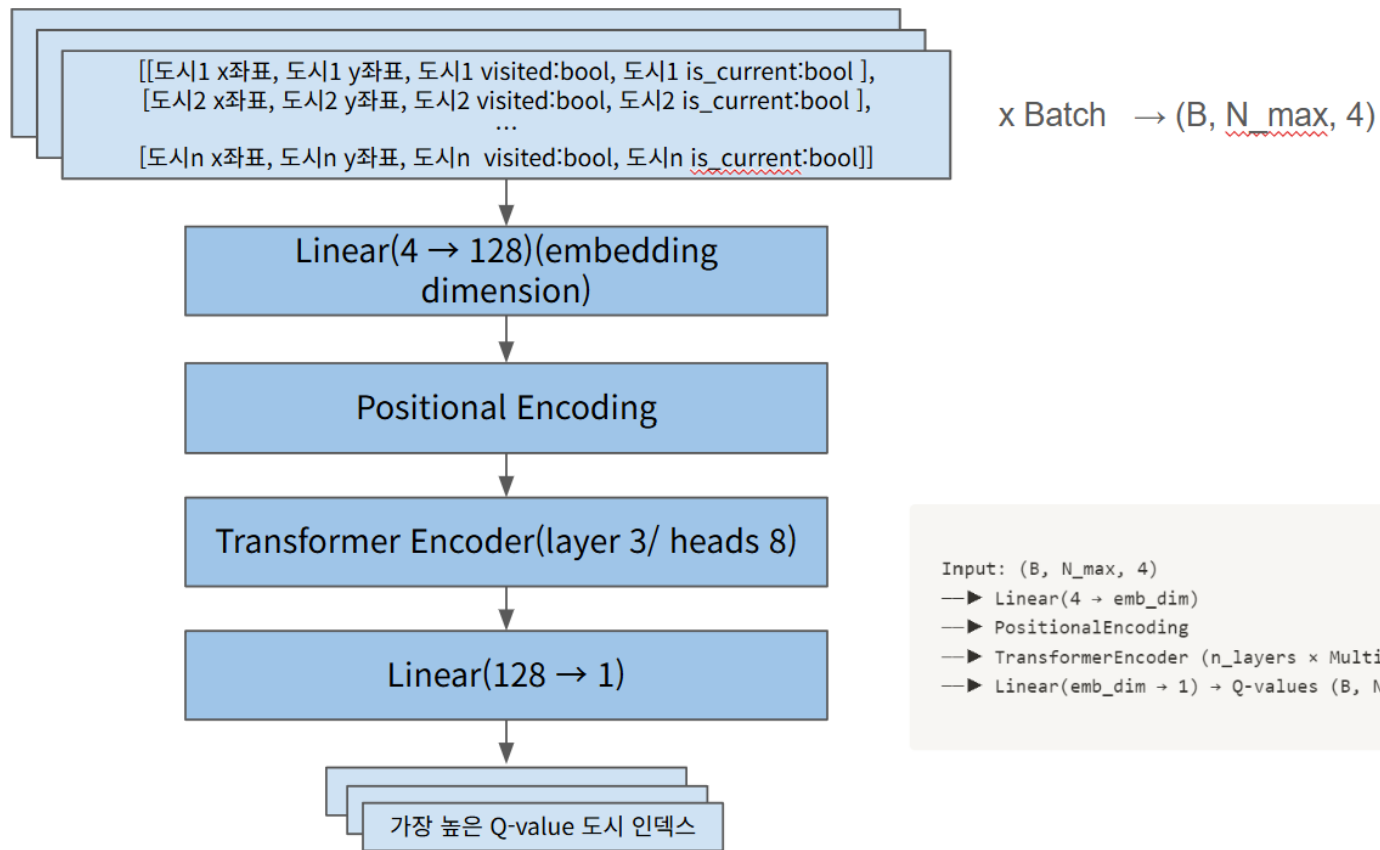 [[도시1 x좌표, 도시1 y좌표, 도시1 visited:bool, 도시1 is_current:bool ],
[도시2 x좌표, 도시2 y좌표, 도시2 visited:bool, 도시2 is_current:bool ],
...
[도시n x좌표, 도시n y좌표, 도시n  visited:bool, 도시n is_current:bool]]
x Batch → (B, N_max, 4)
Linear(4 → 128)(embedding
dimension)
Positional Encoding
Transformer Encoder(layer 3/ heads 8)
Linear(128 → 1)
가장 높은 Q-value 도시 인덱스
Input: (B, N_max, 4)
──▶ Linear(4 → emb_dim)
──▶ PositionalEncoding
──▶ TransformerEncoder (n_layers × Multi
──▶ Linear(emb_dim → 1) → Q-values (B, N